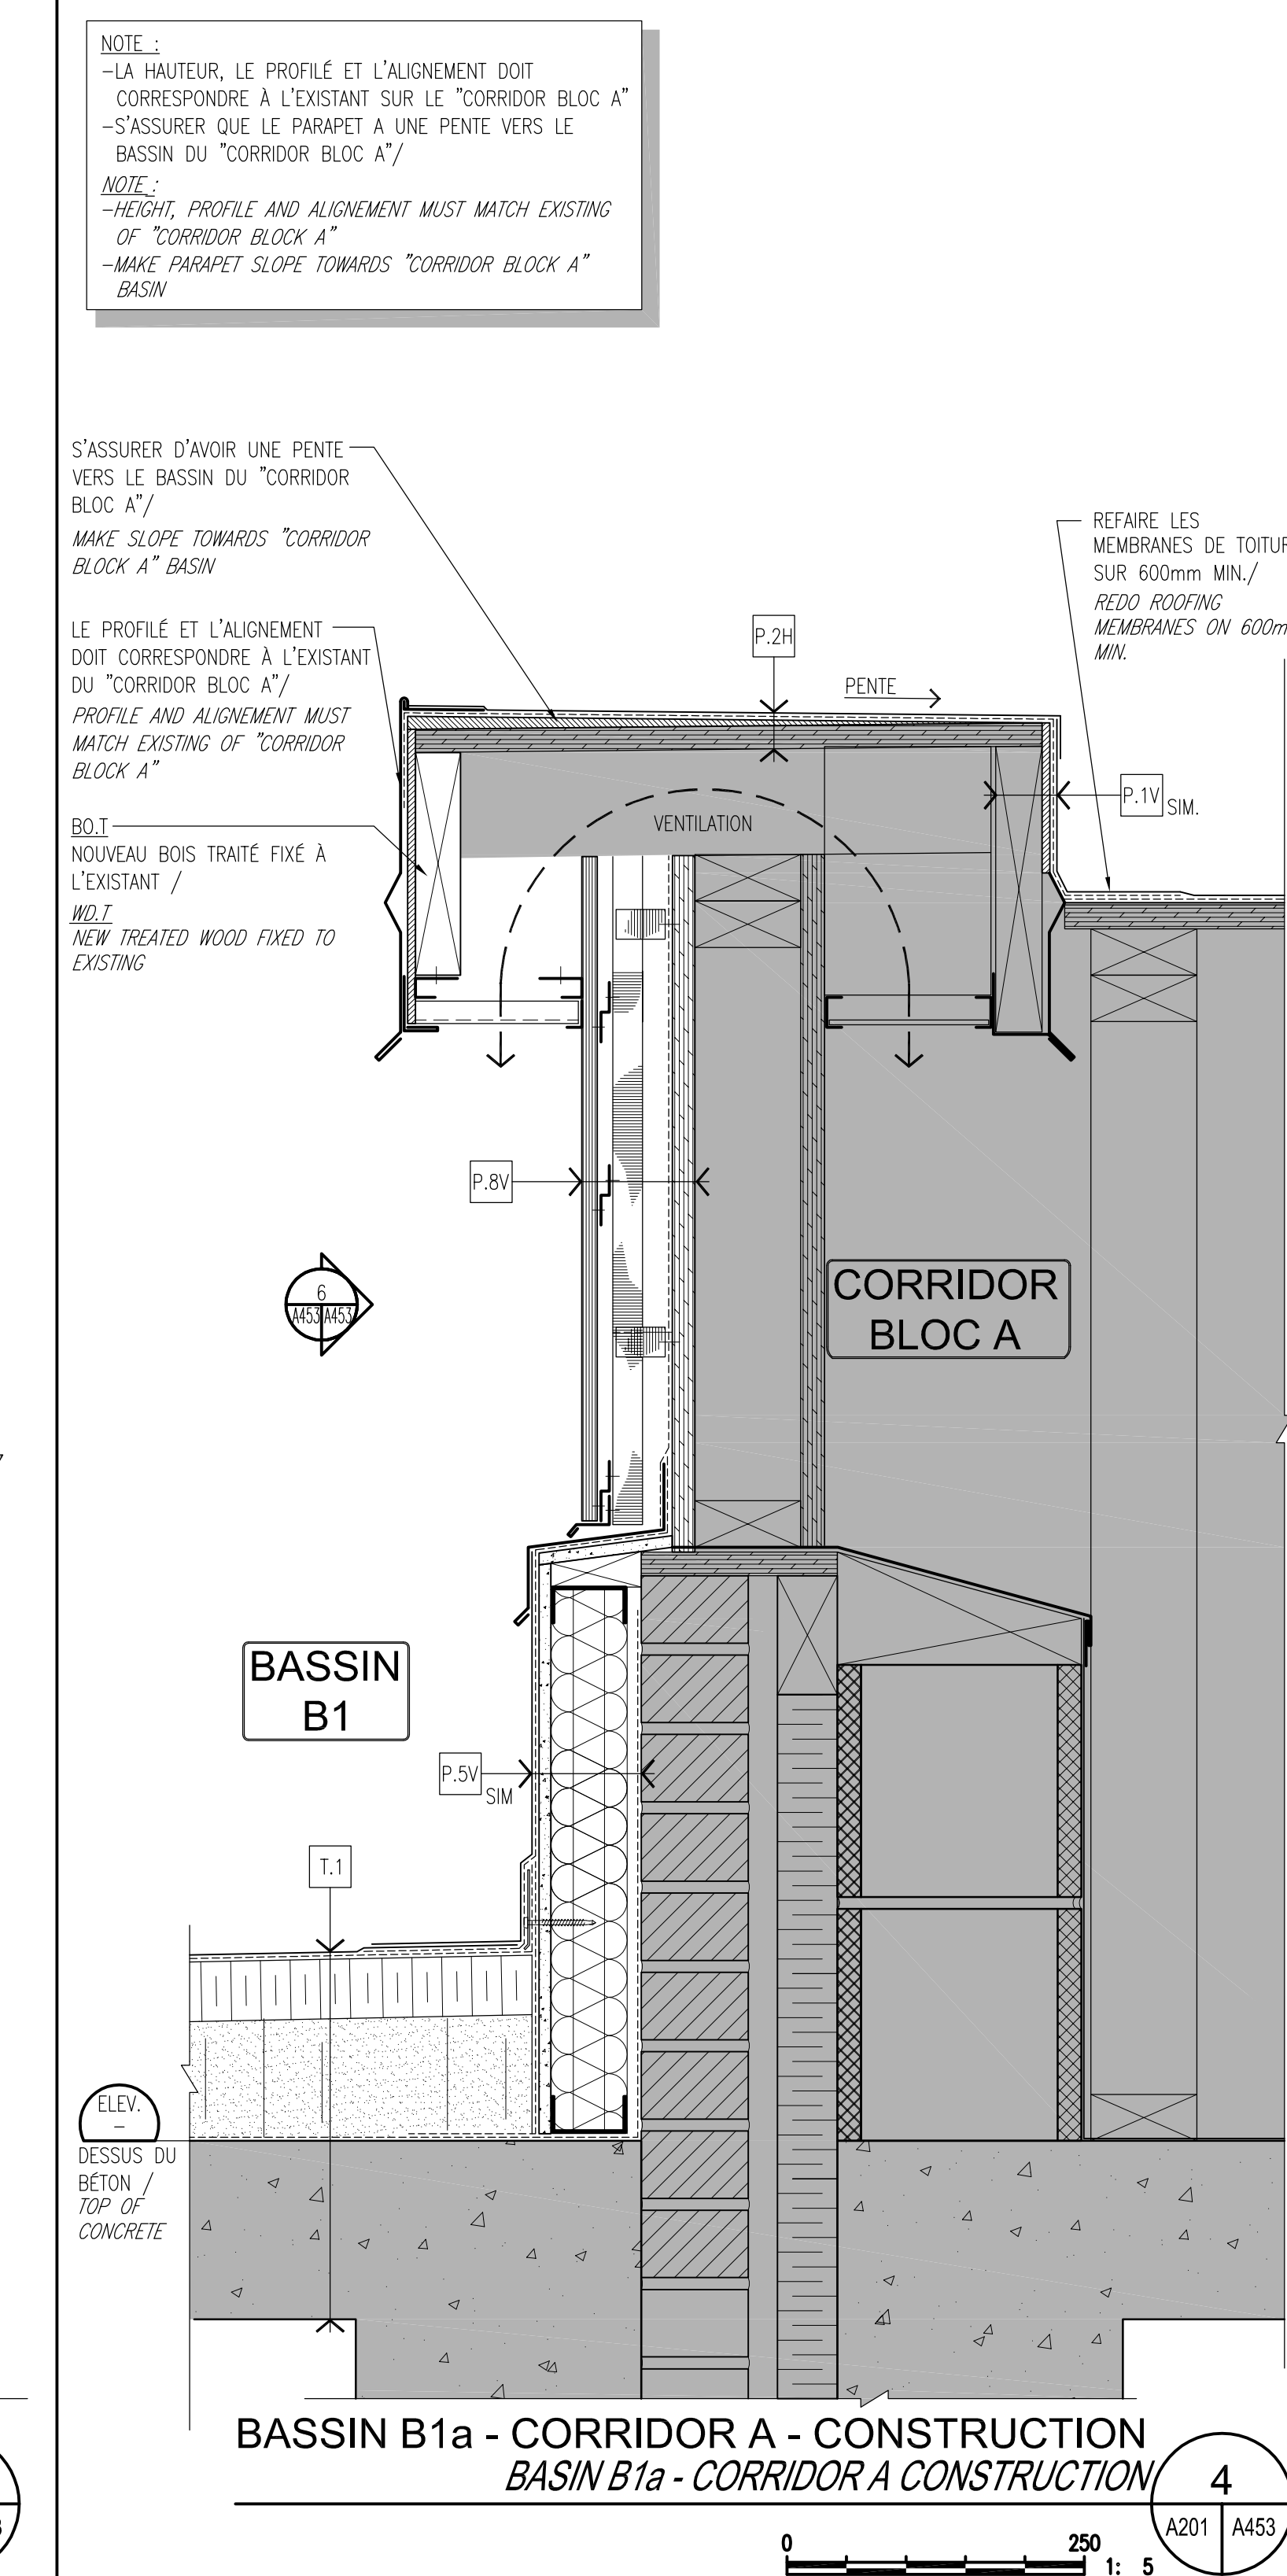 NOTE :
-LA HAUTEUR, LE PROFILÉ ET L'ALIGNEMENT DOIT
CORRESPONDRE À L'EXISTANT SUR LE "CORRIDOR BLOC A"
-S'ASSURER QUE LE PARAPET A UNE PENTE VERS LE
BASSIN DU "CORRIDOR BLOC A"/
NOTE :
-HEIGHT, PROFILE AND ALIGNEMENT MUST MATCH EXISTING
OF "CORRIDOR BLOCK A"
-MAKE PARAPET SLOPE TOWARDS "CORRIDOR BLOCK A"
BASIN
S'ASSURER D'AVOIR UNE PENTE
VERS LE BASSIN DU "CORRIDOR
BLOC A"/
MAKE SLOPE TOWARDS "CORRIDOR
BLOCK A" BASIN
REFAIRE LES
MEMBRANES DE TOITUR
SUR 600mm MIN./
REDO ROOFING
MEMBRANES ON 600m
MIN.
LE PROFILÉ ET L'ALIGNEMENT
DOIT CORRESPONDRE À L'EXISTANT
DU "CORRIDOR BLOC A"/
PROFILE AND ALIGNEMENT MUST
MATCH EXISTING OF "CORRIDOR
BLOCK A"
P.2H
PENTE
P.1V SIM.
VENTILATION
BO.T
NOUVEAU BOIS TRAITÉ FIXÉ À
L'EXISTANT /
WD.T
NEW TREATED WOOD FIXED TO
EXISTING
P.8V
6
A453 A453
CORRIDOR
BLOC A
BASSIN
B1
P.5V SIM
T.1
ELEV.
-
DESSUS DU
BÉTON /
TOP OF
CONCRETE
BASSIN B1a - CORRIDOR A - CONSTRUCTION
BASIN B1a - CORRIDOR A CONSTRUCTION
4
A201 A453
0 250
1: 5